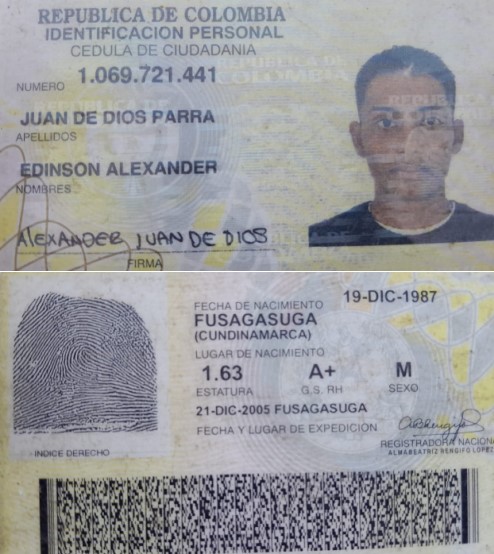 REPUBLICA DE COLOMBIA
IDENTIFICACION PERSONAL
CEDULA DE CIUDADANIA
NUMERO 1.069.721.441
JUAN DE DIOS PARRA
APELLIDOS
EDINSON ALEXANDER
NOMBRES
ALEXANDER JUAN DE DIOS
FIRMA
FECHA DE NACIMIENTO 19-DIC-1987
FUSAGASUGA
(CUNDINAMARCA)
LUGAR DE NACIMIENTO
1.63 A+ M
ESTATURA G.S. RH SEXO
21-DIC-2005 FUSAGASUGA
FECHA Y LUGAR DE EXPEDICION
REGISTRADORA NACIONA
ALMABEATRIZ RENGIFO LOPEZ
INDICE DERECHO